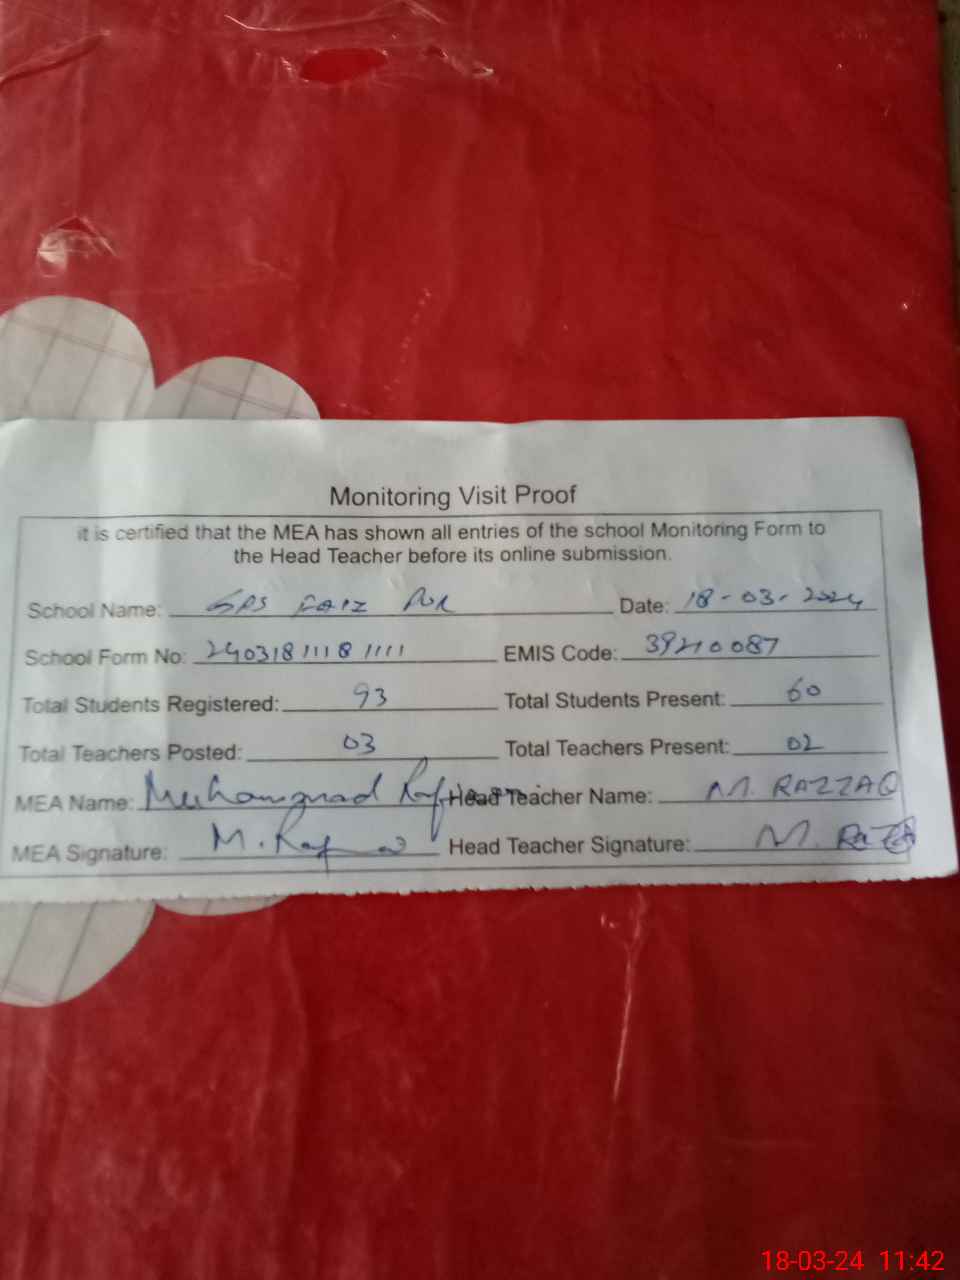 Monitoring Visit Proof
it is certified that the MEA has shown all entries of the school Monitoring Form to
the Head Teacher before its online submission.
School Name: GPS FAIZ PUR Date: 18-03-2024
School Form No: 2403181118 1111 EMIS Code: 39210087
Total Students Registered: 93 Total Students Present: 60
Total Teachers Posted: 03 Total Teachers Present: 02
MEA Name: Muhammad Head Teacher Name: M. RAZZAQ
MEA Signature: Head Teacher Signature: M.
18-03-24 11:42